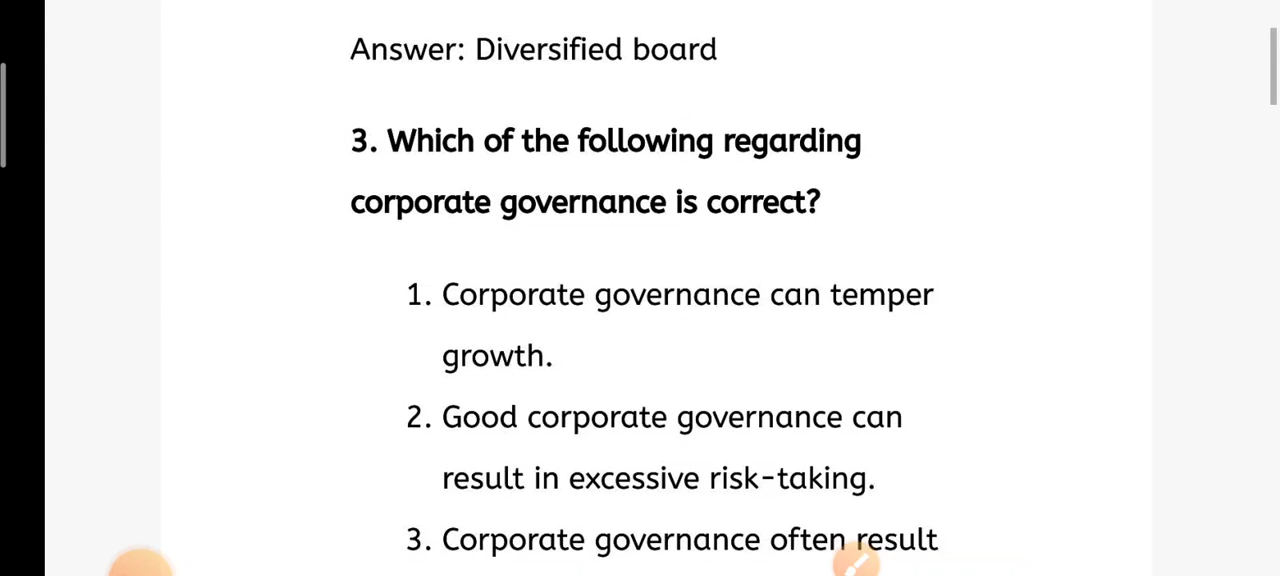 Answer: Diversified board
3. Which of the following regarding
corporate governance is correct?
1. Corporate governance can temper
growth.
2. Good corporate governance can
result in excessive risk-taking.
3. Corporate governance often result